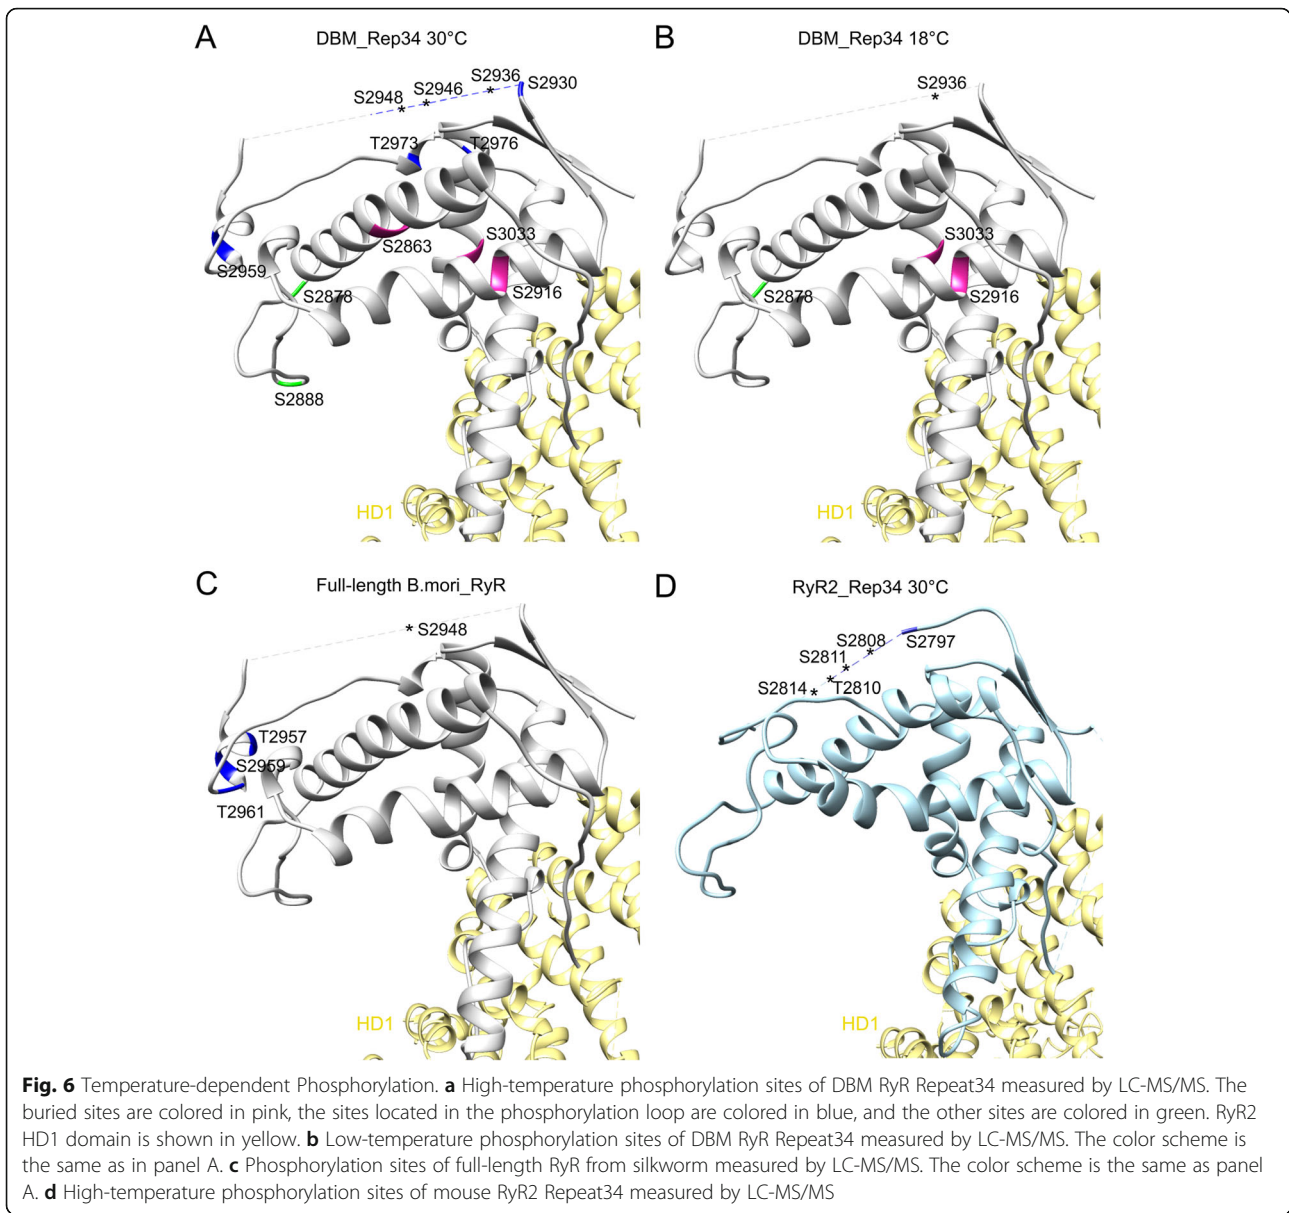 A
DBM_Rep34 30°C
S2948
*
S2946
*
S2936
*
S2930
T2973
T2976
S2863
S3033
S2959
S2878
S2916
S2888
HD1
B
DBM_Rep34 18°C
S2936
*
S3033
S2878
S2916
HD1
C
Full-length B.mori_RyR
* S2948
T2957
S2959
T2961
HD1
D
RyR2_Rep34 30°C
S2808
*
S2797
S2811
*
S2814
*
*
T2810
HD1
Fig. 6 Temperature-dependent Phosphorylation. a High-temperature phosphorylation sites of DBM RyR Repeat34 measured by LC-MS/MS. The
buried sites are colored in pink, the sites located in the phosphorylation loop are colored in blue, and the other sites are colored in green. RyR2
HD1 domain is shown in yellow. b Low-temperature phosphorylation sites of DBM RyR Repeat34 measured by LC-MS/MS. The color scheme is
the same as in panel A. c Phosphorylation sites of full-length RyR from silkworm measured by LC-MS/MS. The color scheme is the same as panel
A. d High-temperature phosphorylation sites of mouse RyR2 Repeat34 measured by LC-MS/MS